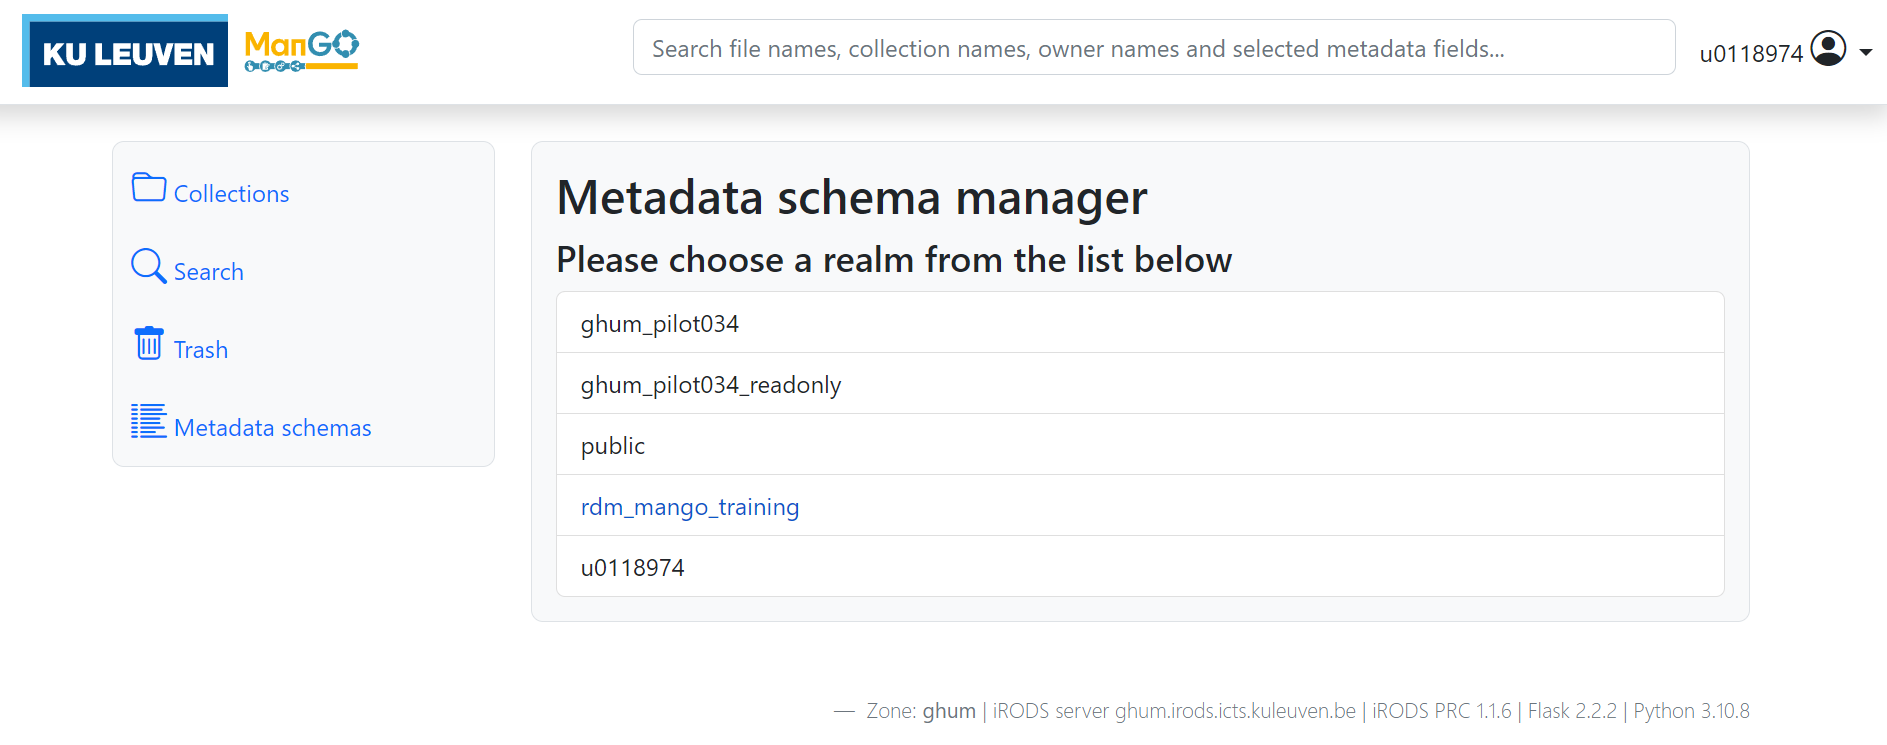 KU LEUVEN
ManGO
Search file names, collection names, owner names and selected metadata fields...
u0118974
Collections
Search
Trash
Metadata schemas
Metadata schema manager
Please choose a realm from the list below
ghum_pilot034
ghum_pilot034_readonly
public
rdm_mango_training
u0118974
— Zone: ghum | iRODS server ghum.irods.icts.kuleuven.be | iRODS PRC 1.1.6 | Flask 2.2.2 | Python 3.10.8